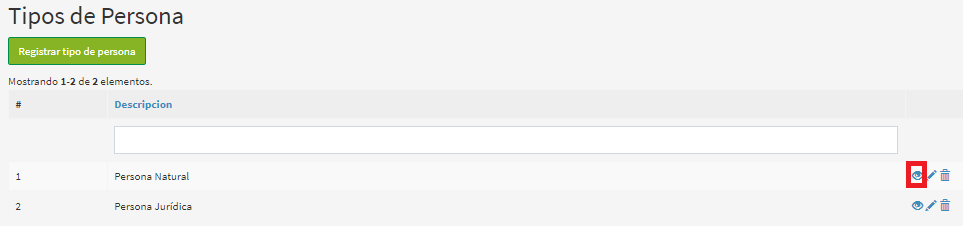 Tipos de Persona
Registrar tipo de persona
Mostrando 1-2 de 2 elementos.
# Descripcion
1 Persona Natural
2 Persona Jurídica